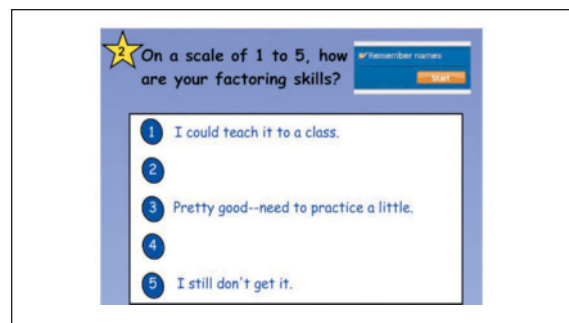 2
On a scale of 1 to 5, how
are your factoring skills?
Remember names
Start
1 I could teach it to a class.
2
3 Pretty good--need to practice a little.
4
5 I still don't get it.